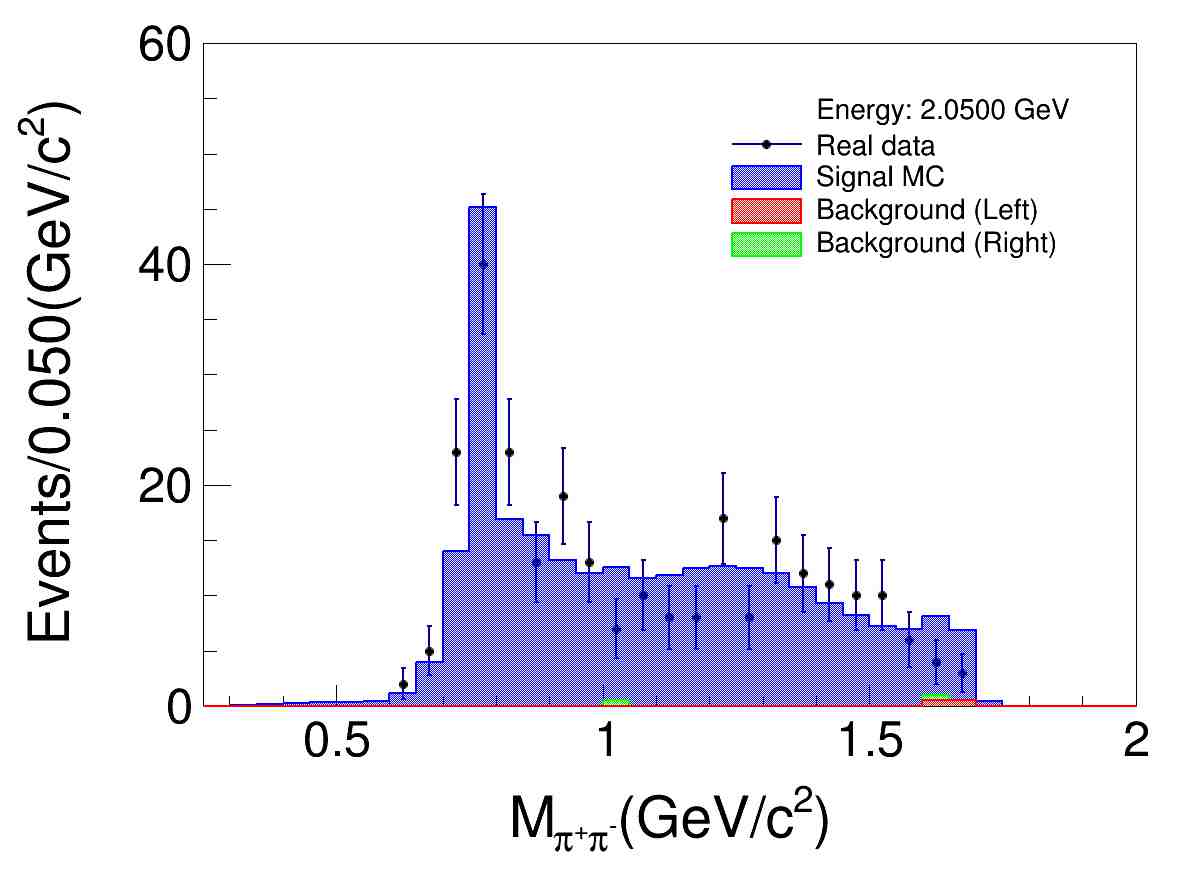 60
40
20
0
Events/0.050(GeV/c²)
Energy: 2.0500 GeV
Real data
Signal MC
Background (Left)
Background (Right)
0.5 1 1.5 2
Mπ⁺π⁻(GeV/c²)